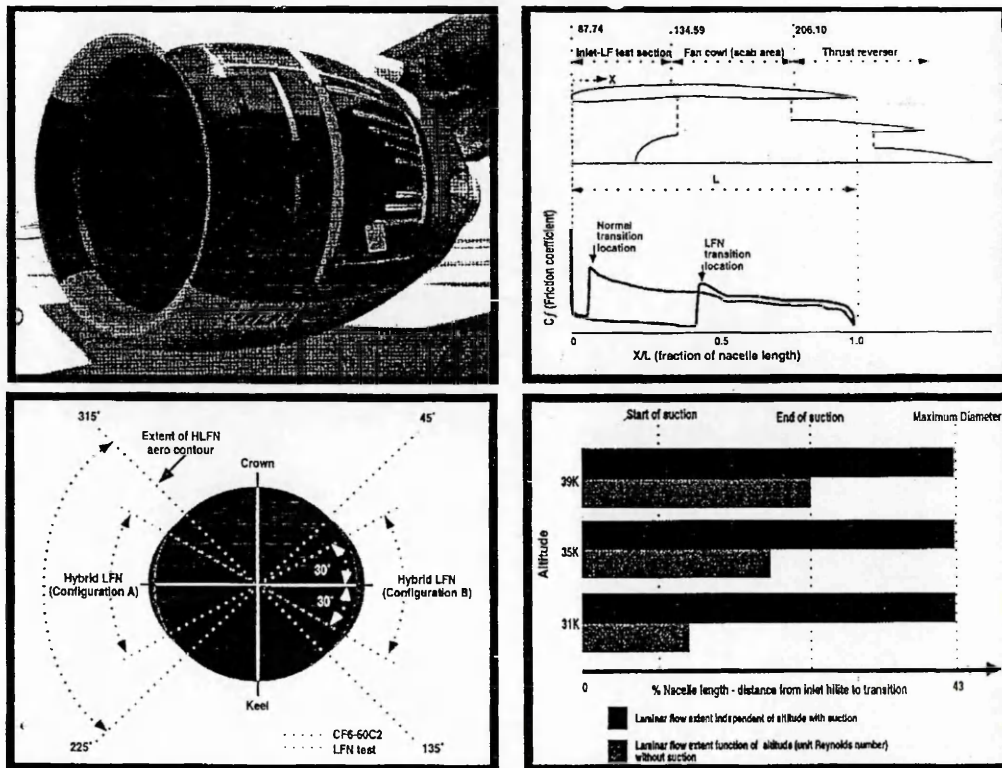 87.74
134.59
206.10
Inlet-LF test section
Fan cowl (scab area)
Thrust reverser
X
L
Cf (Friction coefficient)
Normal
transition
location
LFN
transition
location
0
0.5
1.0
X/L (fraction of nacelle length)
315°
45°
Extent of HLFN
aero contour
Crown
Hybrid LFN
(Configuration A)
30°
30°
Hybrid LFN
(Configuration B)
Keel
225°
135°
CF6-50C2
LFN test
Start of suction
End of suction
Maximum Diameter
Altitude
39K
35K
31K
0
% Nacelle length - distance from inlet hilite to transition
43
Laminar flow extent independent of altitude with suction
Laminar flow extent function of altitude (unit Reynolds number)
without suction